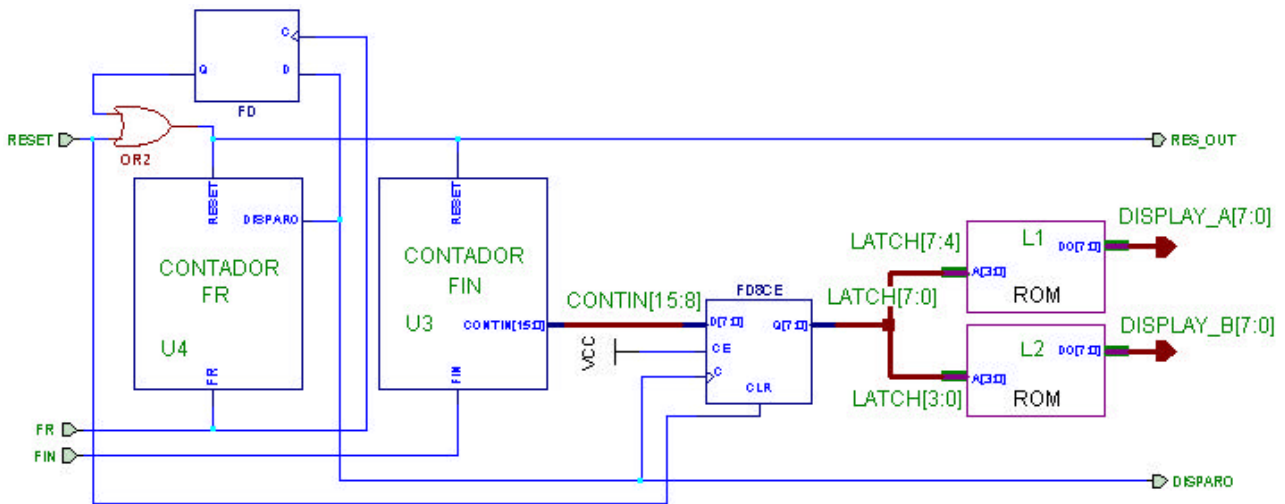 C
Q
D
FD
RESET
OR2
RES_OUT
RESET
DISPARO
CONTADOR
FR
U4
FR
RESET
CONTADOR
FIN
U3
CONTIN[15:0]
FIN
CONTIN[15:8]
FD8CE
D[7:0]
Q[7:0]
CE
C
CLR
VCC
LATCH[7:4]
LATCH[7:0]
LATCH[3:0]
L1
DO[7:0]
A[3:0]
ROM
DISPLAY_A[7:0]
L2
DO[7:0]
A[3:0]
ROM
DISPLAY_B[7:0]
FR
FIN
DISPARO